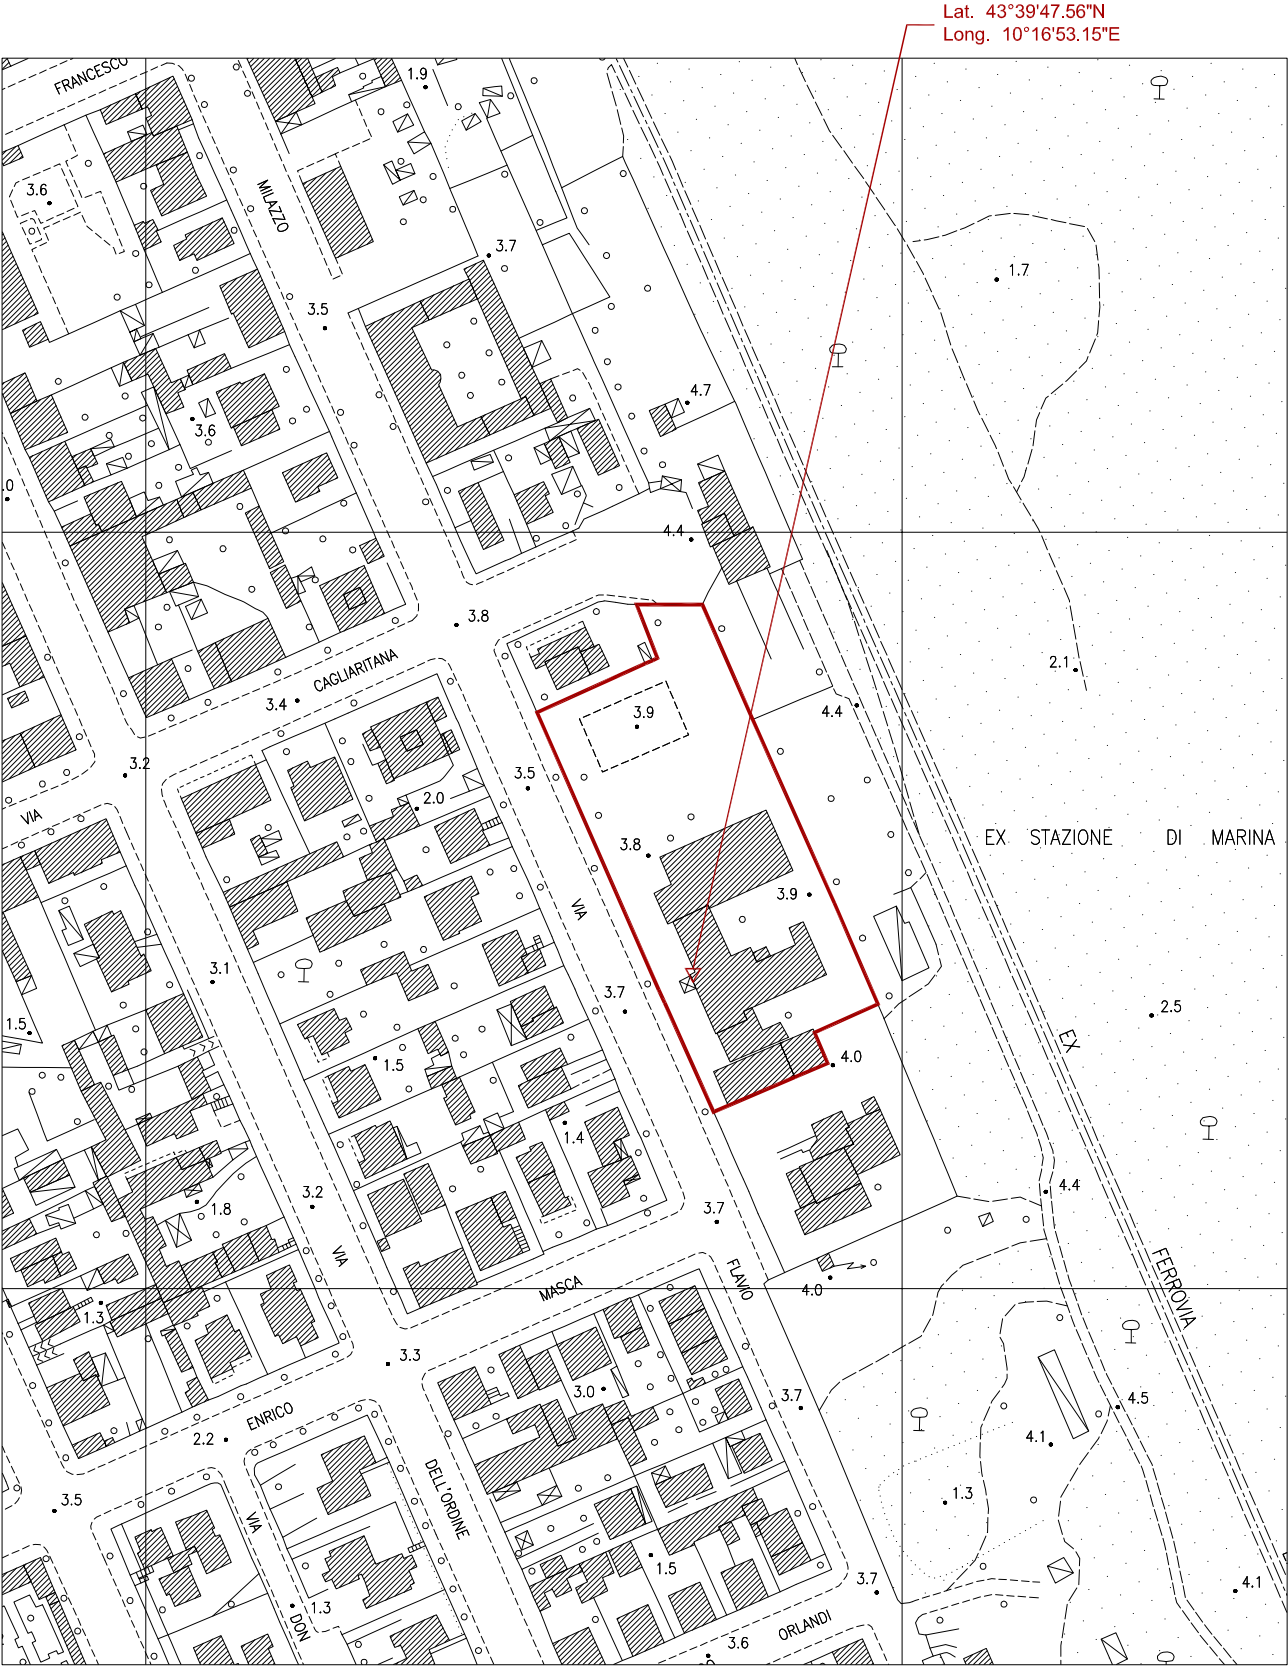 Lat. 43°39'47.56"N
Long. 10°16'53.15"E
FRANCESCO
1.9
3.6
MILAZZO
3.7
1.7
3.5
4.7
3.6
.0
4.4
3.8
CAGLIARITANA
2.1
3.4
3.9
4.4
3.2
3.5
2.0
VIA
EX STAZIONE DI MARINA
3.8
3.9
VIA
3.1
3.7
2.5
1.5
EX
1.5
4.0
1.4
3.2
1.8
4.4
3.7
VIA
FLAVIO
FERROVIA
MASCA
4.0
1.3
3.3
3.0
3.7
4.5
ENRICO
2.2
4.1
DELL'ORDINE
3.5
1.3
VIA
1.5
3.7
4.1
1.3
DON
ORLANDI
3.6